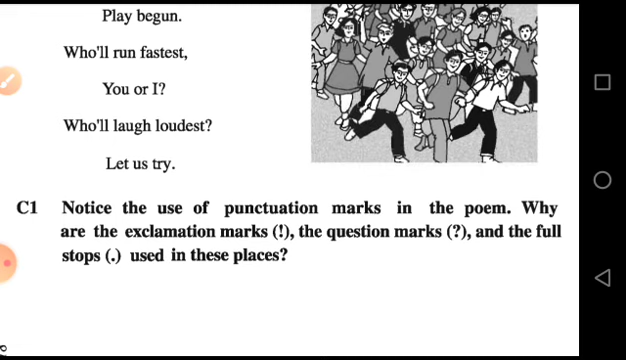 Play begun.
Who'll run fastest,
You or I?
Who'll laugh loudest?
Let us try.
C1 Notice the use of punctuation marks in the poem. Why
are the exclamation marks (!), the question marks (?), and the full
stops (.) used in these places?